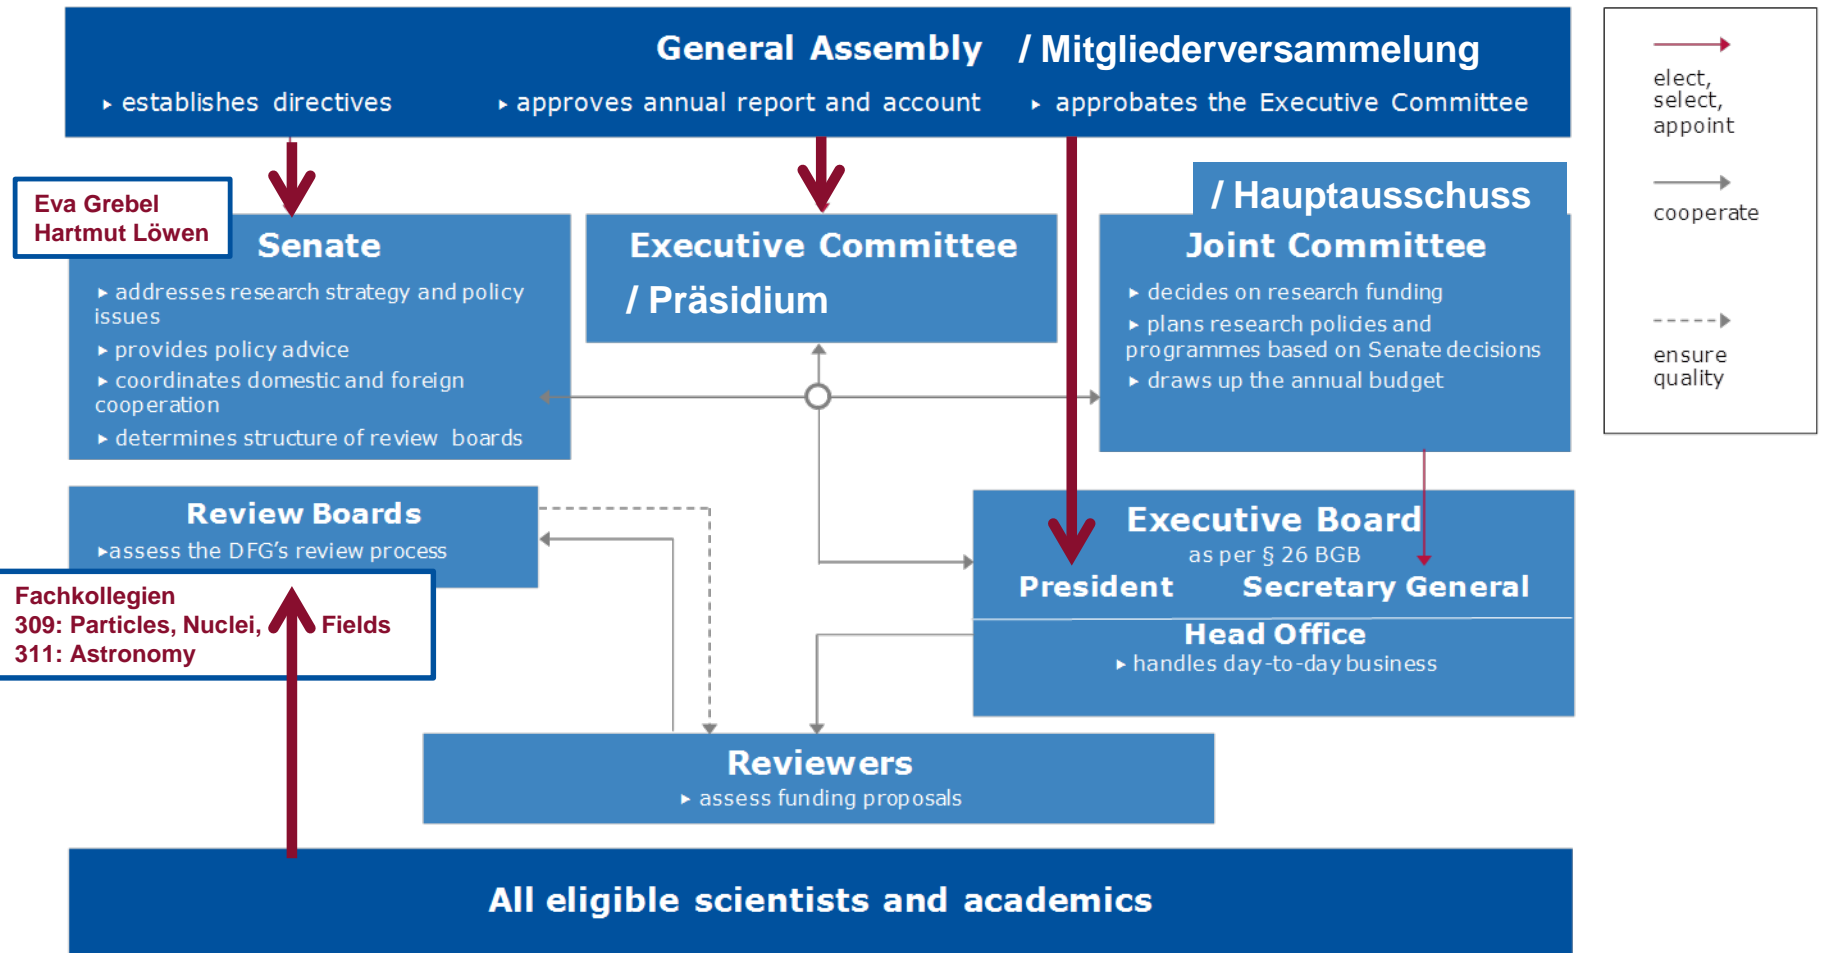 General Assembly / Mitgliederversammelung
▸ establishes directives
▸ approves annual report and account
▸ approbates the Executive Committee
elect,
select,
appoint
cooperate
ensure
quality
Eva Grebel
Hartmut Löwen
Senate
▸ addresses research strategy and policy
issues
▸ provides policy advice
▸ coordinates domestic and foreign
cooperation
▸ determines structure of review boards
Executive Committee
/ Präsidium
/ Hauptausschuss
Joint Committee
▸ decides on research funding
▸ plans research policies and
programmes based on Senate decisions
▸ draws up the annual budget
Review Boards
▸assess the DFG's review process
Fachkollegien
309: Particles, Nuclei, Fields
311: Astronomy
Executive Board
as per § 26 BGB
President Secretary General
Head Office
▸ handles day-to-day business
Reviewers
▸ assess funding proposals
All eligible scientists and academics